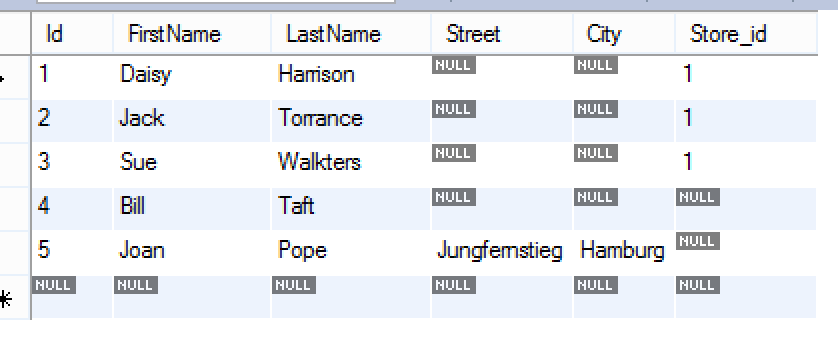 Id FirstName LastName Street City Store_id
1 Daisy Harrison NULL NULL 1
2 Jack Torrance NULL NULL 1
3 Sue Walkters NULL NULL 1
4 Bill Taft NULL NULL NULL
5 Joan Pope Jungfernstieg Hamburg NULL
NULL NULL NULL NULL NULL NULL